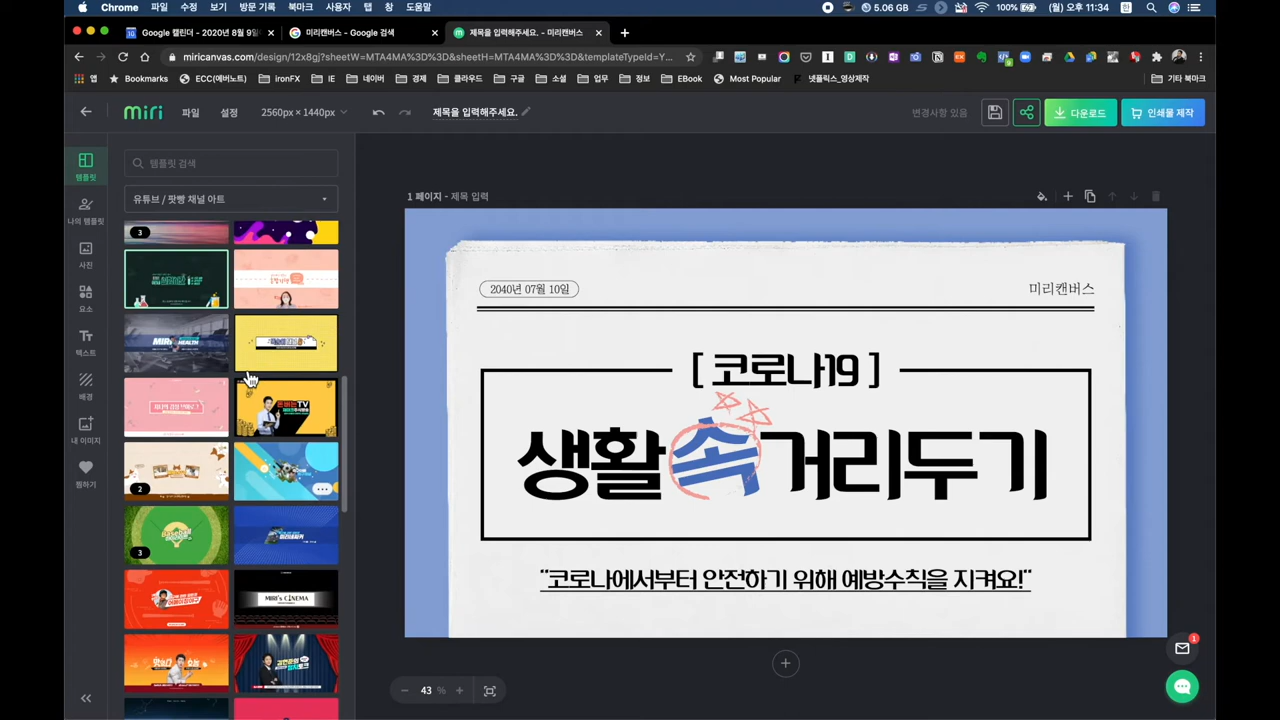 Chrome 파일 수정 보기 방문 기록 북마크 사용자 탭 창 도움말
5.06 GB 100% (월) 오후 11:34
Google 캘린더 - 2020년 8월 9일
미리캔버스 - Google 검색
제목을 입력해주세요. - 미리캔버스
miricanvas.com/design/12x8gj?sheetW=MTA4MA%3D%3D&sheetH=MTA4MA%3D%3D&templateTypeId=Y...
앱 Bookmarks ECC(에버노트) ironFX IE 네이버 경제 클라우드 구글 소셜 업무 정보 EBook Most Popular 넷플릭스_영상제작 기타 북마크
miri 파일 설정 2560px × 1440px 제목을 입력해주세요. 변경사항 있음 다운로드 인쇄물 제작
템플릿
나의 템플릿
사진
요소
텍스트
배경
내 이미지
찜하기
템플릿 검색
유튜브 / 팟빵 채널 아트
3
2
3
MIRI's CINEMA
1 페이지 - 제목 입력
2040년 07월 10일 미리캔버스
[ 코로나19 ]
생활 속 거리두기
“코로나에서부터 안전하기 위해 예방수칙을 지켜요!“
43 %
1